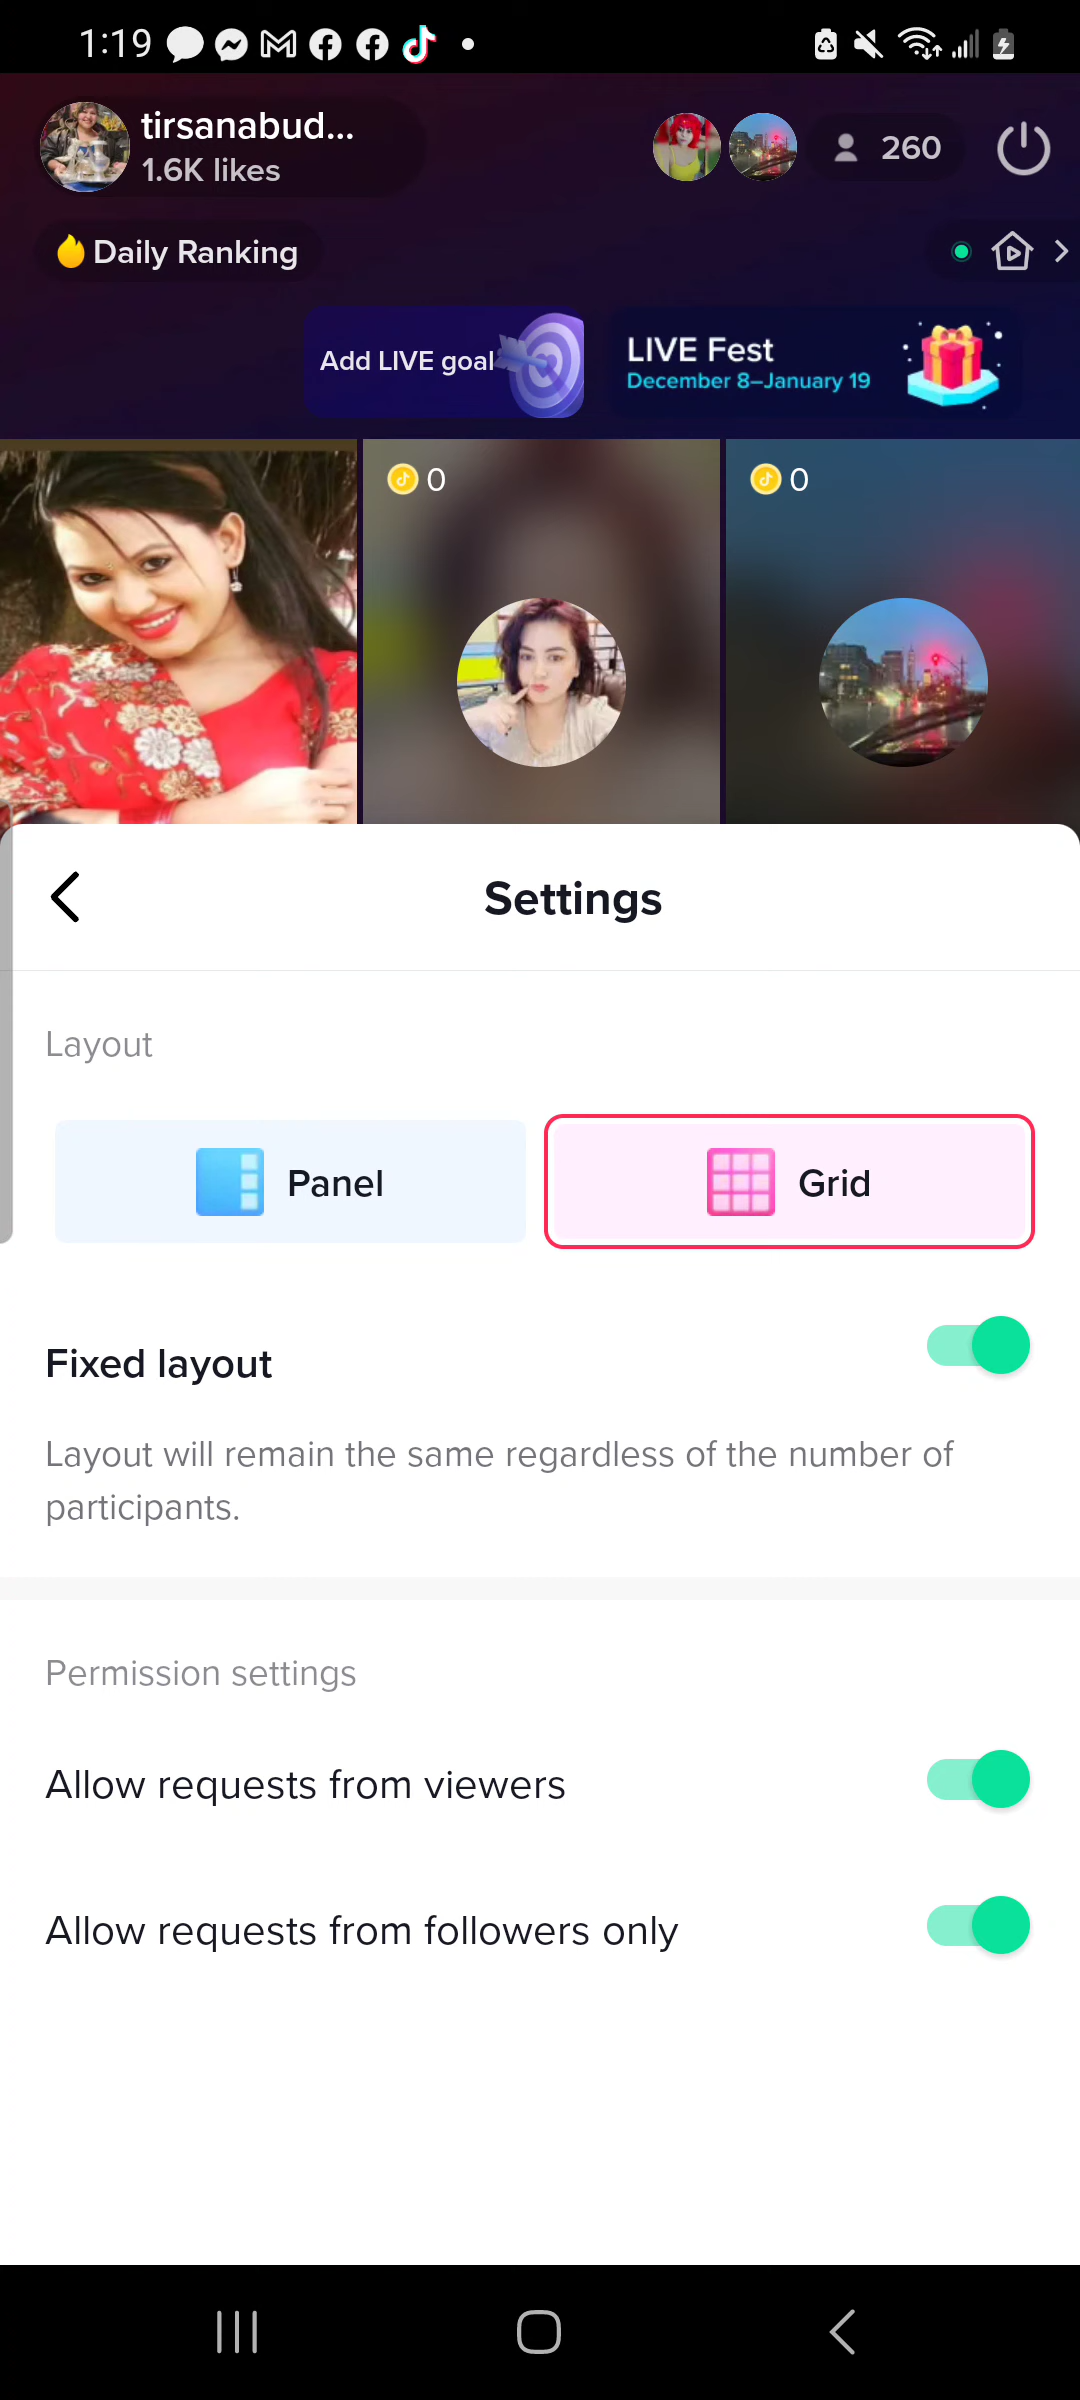 1:19
tirsanabud...
1.6K likes
260
Daily Ranking
Add LIVE goal
LIVE Fest
December 8–January 19
0
0
Settings
Layout
Panel
Grid
Fixed layout
Layout will remain the same regardless of the number of
participants.
Permission settings
Allow requests from viewers
Allow requests from followers only